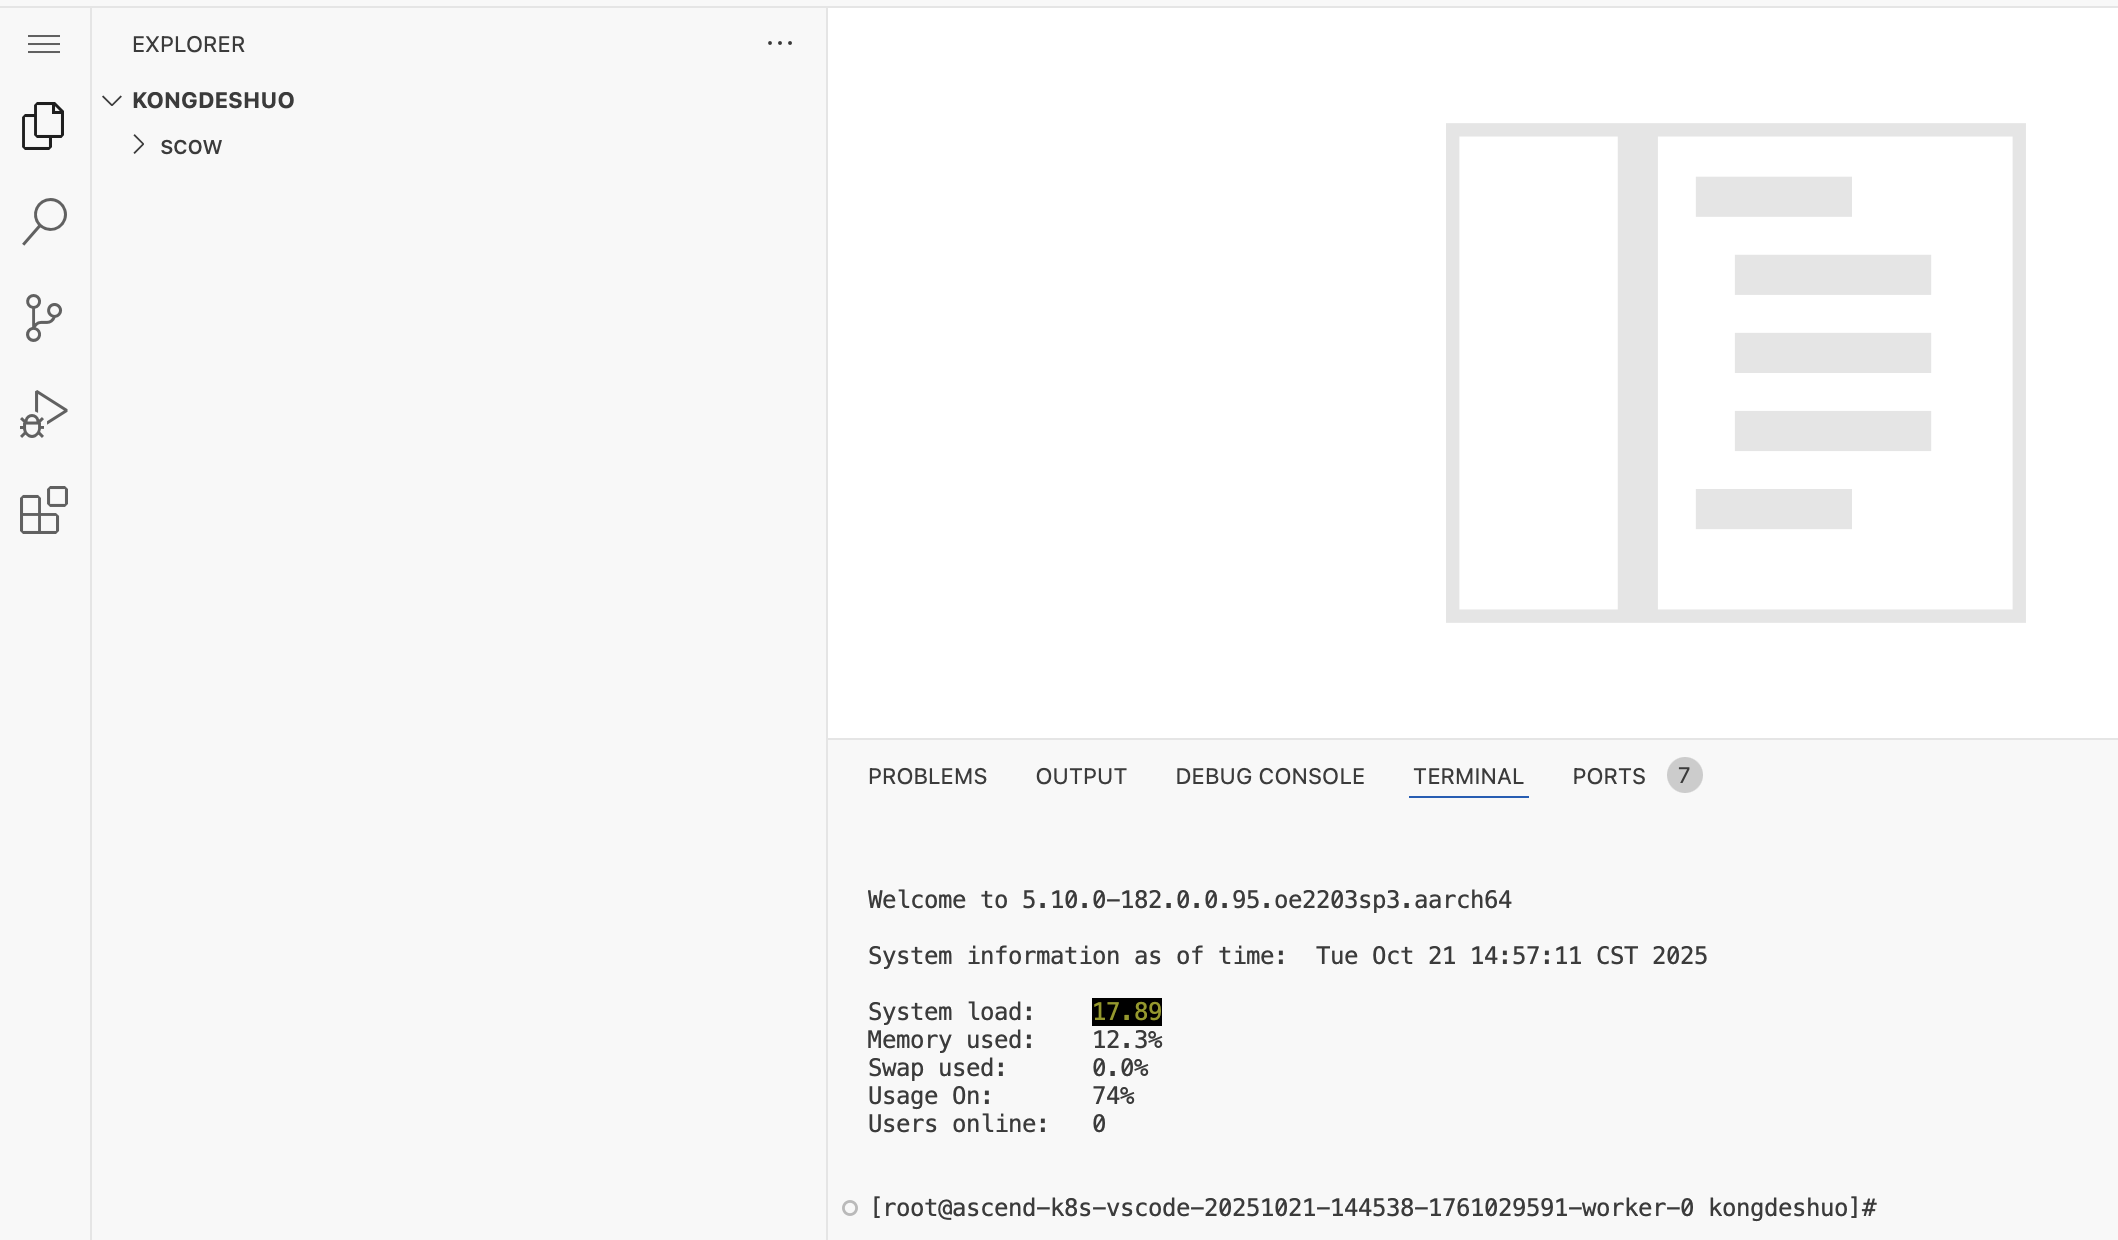 EXPLORER
KONGDESHUO
scow
PROBLEMS OUTPUT DEBUG CONSOLE TERMINAL PORTS 7
Welcome to 5.10.0-182.0.0.95.oe2203sp3.aarch64
System information as of time: Tue Oct 21 14:57:11 CST 2025
System load: 17.89
Memory used: 12.3%
Swap used: 0.0%
Usage On: 74%
Users online: 0
[root@ascend-k8s-vscode-20251021-144538-1761029591-worker-0 kongdeshuo]#